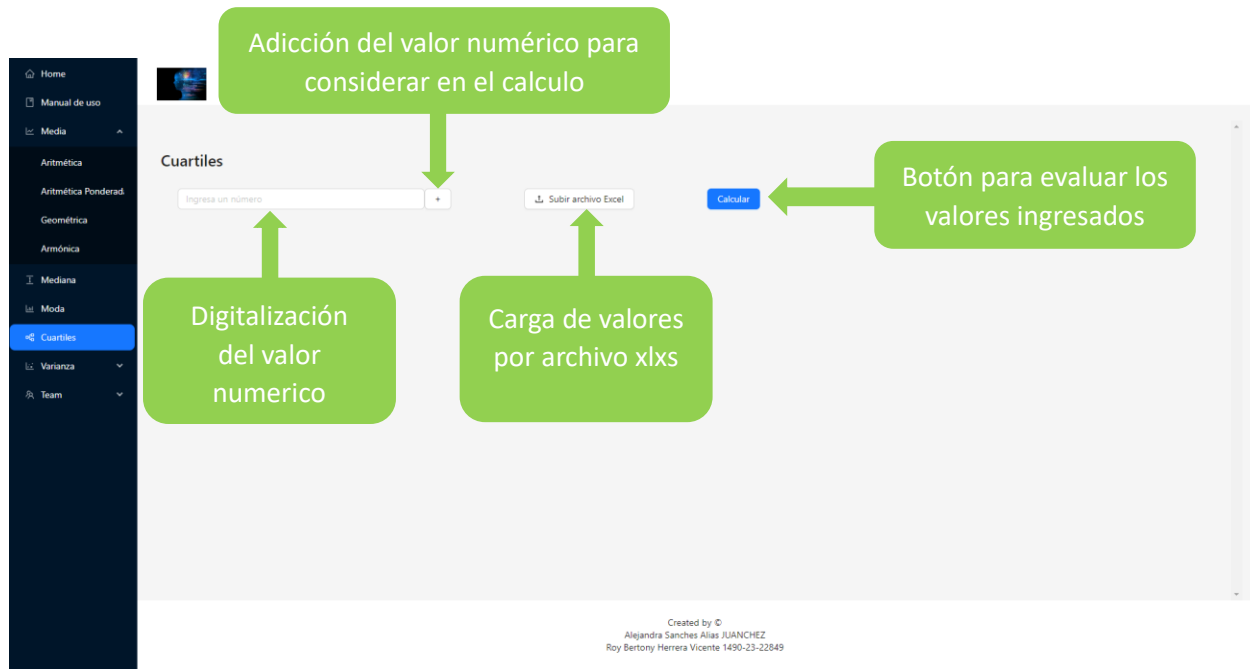 Adicción del valor numérico para
considerar en el calculo
Home
Manual de uso
Media
Aritmética
Aritmética Ponderad
Geométrica
Armónica
Mediana
Moda
Cuartiles
Varianza
Team
Cuartiles
Ingresa un número
+
Subir archivo Excel
Calcular
Botón para evaluar los
valores ingresados
Digitalización
del valor
numerico
Carga de valores
por archivo xlxs
Created by ©
Alejandra Sanches Alias JUANCHEZ
Roy Bertony Herrera Vicente 1490-23-22849